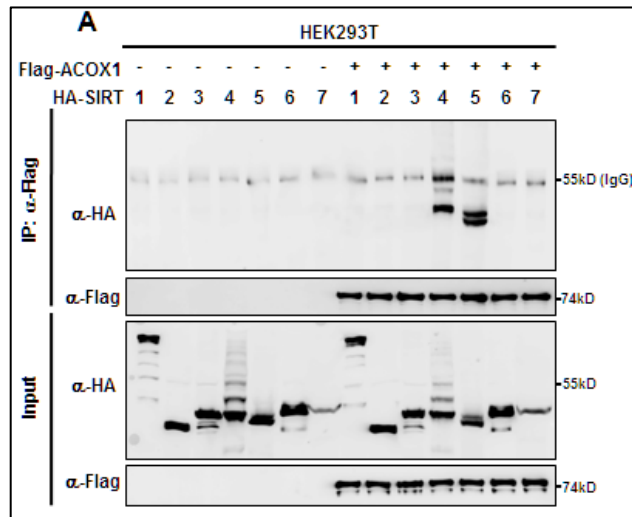 A
HEK293T
Flag-ACOX1 - - - - - - - + + + + + + +
HA-SIRT 1 2 3 4 5 6 7 1 2 3 4 5 6 7
IP: α-Flag
α-HA
55kD (IgG)
α-Flag
74kD
Input
α-HA
55kD
α-Flag
74kD